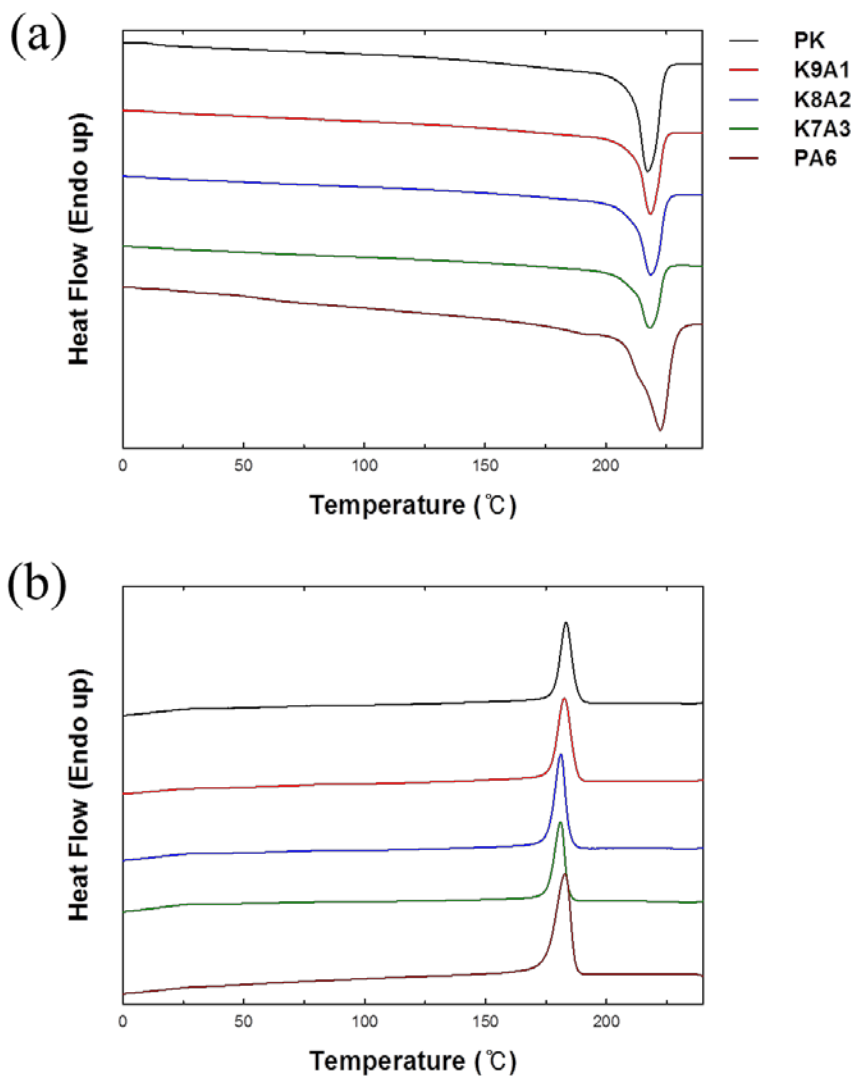 (a)
PK
K9A1
K8A2
K7A3
PA6
Heat Flow (Endo up)
0 50 100 150 200
Temperature (℃)
(b)
Heat Flow (Endo up)
0 50 100 150 200
Temperature (℃)